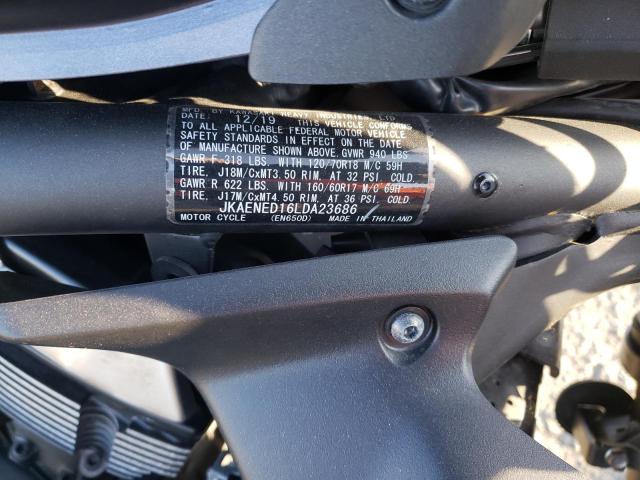 MFD. BY KAWASAKI HEAVY INDUSTRIES, LTD.
DATE: 12/19 THIS VEHICLE CONFORMS
TO ALL APPLICABLE FEDERAL MOTOR VEHICLE
SAFETY STANDARDS IN EFFECT ON THE DATE
OF MANUFACTURE SHOWN ABOVE. GVWR 940 LBS
GAWR F 318 LBS. WITH 120/70R18 M/C 59H
TIRE, J18M/CxMT3.50 RIM. AT 32 PSI. COLD.
GAWR R 622 LBS. WITH 160/60R17 M/C 69H
TIRE, J17M/CxMT4.50 RIM. AT 36 PSI. COLD.
JKAENED16LDA23686
MOTOR CYCLE (EN650D) MADE IN THAILAND